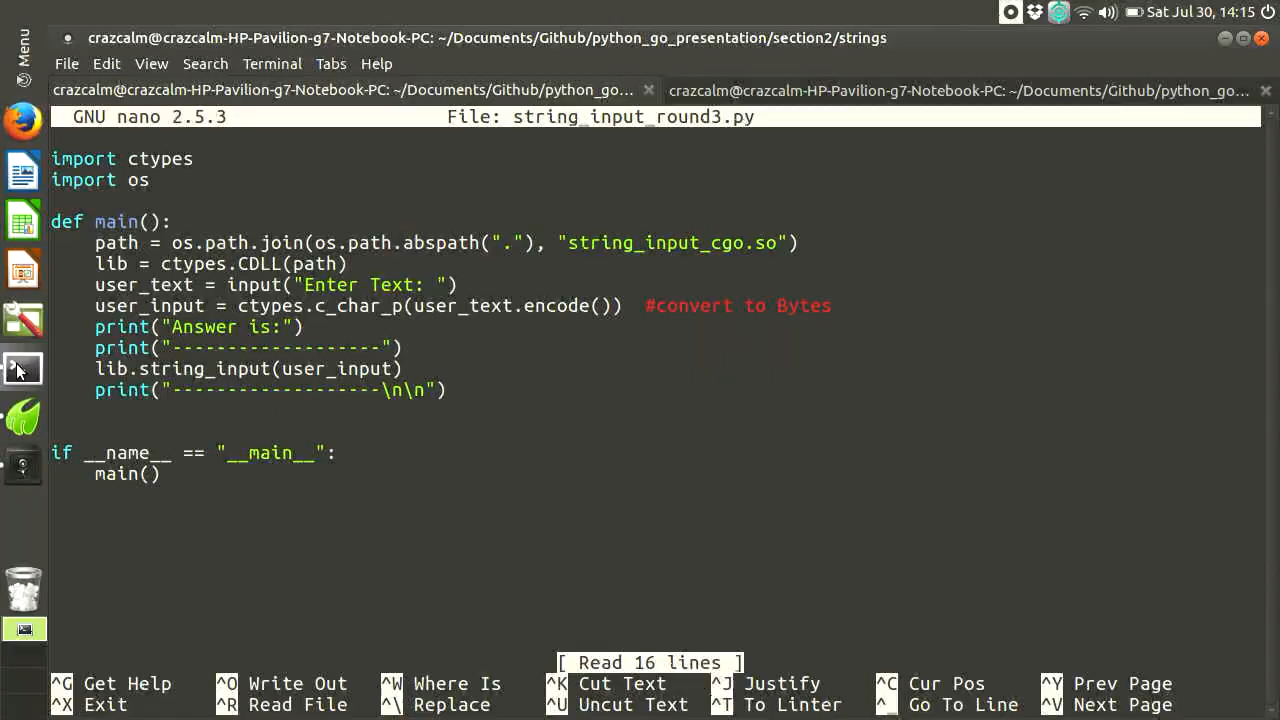 Menu
Sat Jul 30, 14:15
crazcalm@crazcalm-HP-Pavilion-g7-Notebook-PC: ~/Documents/Github/python_go_presentation/section2/strings
File Edit View Search Terminal Tabs Help
crazcalm@crazcalm-HP-Pavilion-g7-Notebook-PC: ~/Documents/Github/python_go... crazcalm@crazcalm-HP-Pavilion-g7-Notebook-PC: ~/Documents/Github/python_go...
GNU nano 2.5.3 File: string_input_round3.py
import ctypes
import os
def main():
    path = os.path.join(os.path.abspath("."), "string_input_cgo.so")
    lib = ctypes.CDLL(path)
    user_text = input("Enter Text: ")
    user_input = ctypes.c_char_p(user_text.encode())  #convert to Bytes
    print("Answer is:")
    print("-------------------")
    lib.string_input(user_input)
    print("-------------------\n\n")
if __name__ == "__main__":
    main()
[ Read 16 lines ]
^G Get Help ^O Write Out ^W Where Is ^K Cut Text ^J Justify ^C Cur Pos ^Y Prev Page
^X Exit ^R Read File ^\ Replace ^U Uncut Text ^T To Linter ^_ Go To Line ^V Next Page